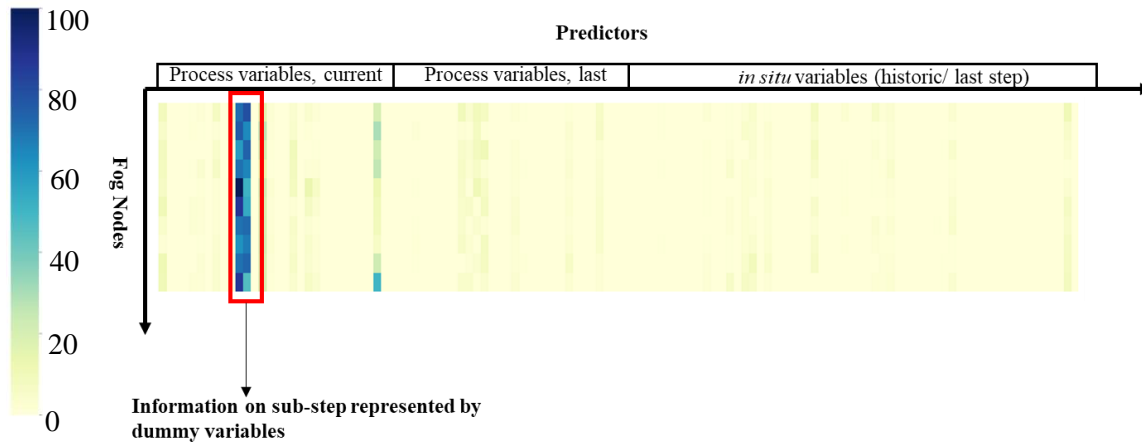 100
80
60
40
20
0
Predictors
Process variables, current
Process variables, last
in situ variables (historic/ last step)
Fog Nodes
Information on sub-step represented by
dummy variables